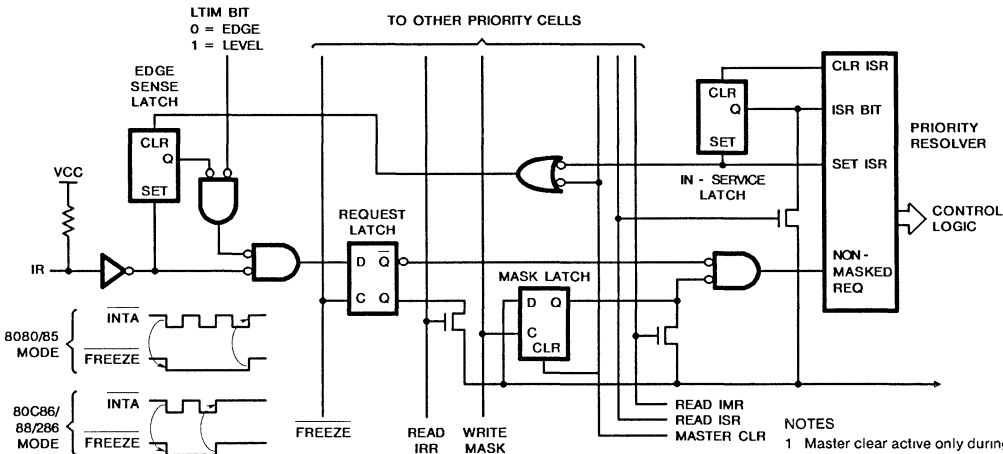 LTIM BIT
0 = EDGE
1 = LEVEL
TO OTHER PRIORITY CELLS
EDGE
SENSE
LATCH
CLR
Q
SET
VCC
IR
REQUEST
LATCH
D Q
C Q
MASK LATCH
D Q
C
CLR
CLR
Q
SET
IN - SERVICE
LATCH
CLR ISR
ISR BIT
SET ISR
NON -
MASKED
REQ
PRIORITY
RESOLVER
CONTROL
LOGIC
8080/85
MODE
INTA
FREEZE
80C86/
88/286
MODE
INTA
FREEZE
FREEZE
READ
IRR
WRITE
MASK
READ IMR
READ ISR
MASTER CLR
NOTES
1 Master clear active only during